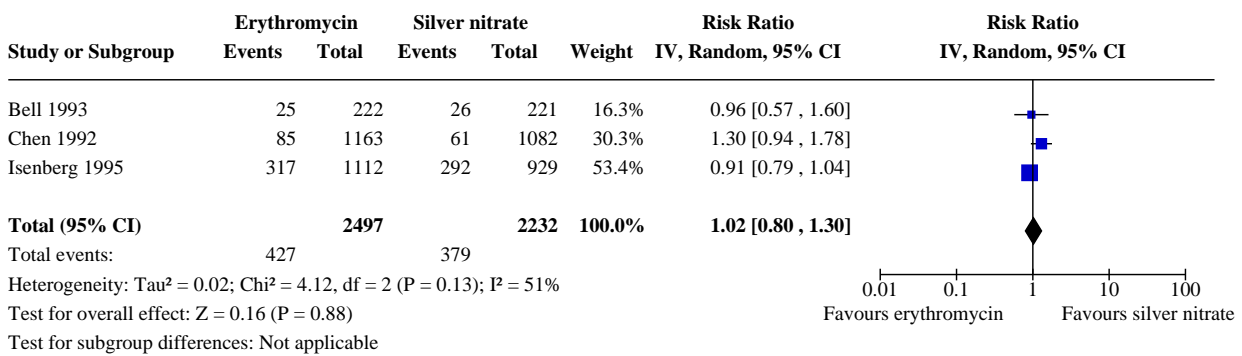 Erythromycin Silver nitrate Risk Ratio Risk Ratio
Study or Subgroup Events Total Events Total Weight IV, Random, 95% CI IV, Random, 95% CI
Bell 1993 25 222 26 221 16.3% 0.96 [0.57 , 1.60]
Chen 1992 85 1163 61 1082 30.3% 1.30 [0.94 , 1.78]
Isenberg 1995 317 1112 292 929 53.4% 0.91 [0.79 , 1.04]
Total (95% CI) 2497 2232 100.0% 1.02 [0.80 , 1.30]
Total events: 427 379
Heterogeneity: Tau² = 0.02; Chi² = 4.12, df = 2 (P = 0.13); I² = 51%
0.01 0.1 1 10 100
Test for overall effect: Z = 0.16 (P = 0.88) Favours erythromycin Favours silver nitrate
Test for subgroup differences: Not applicable